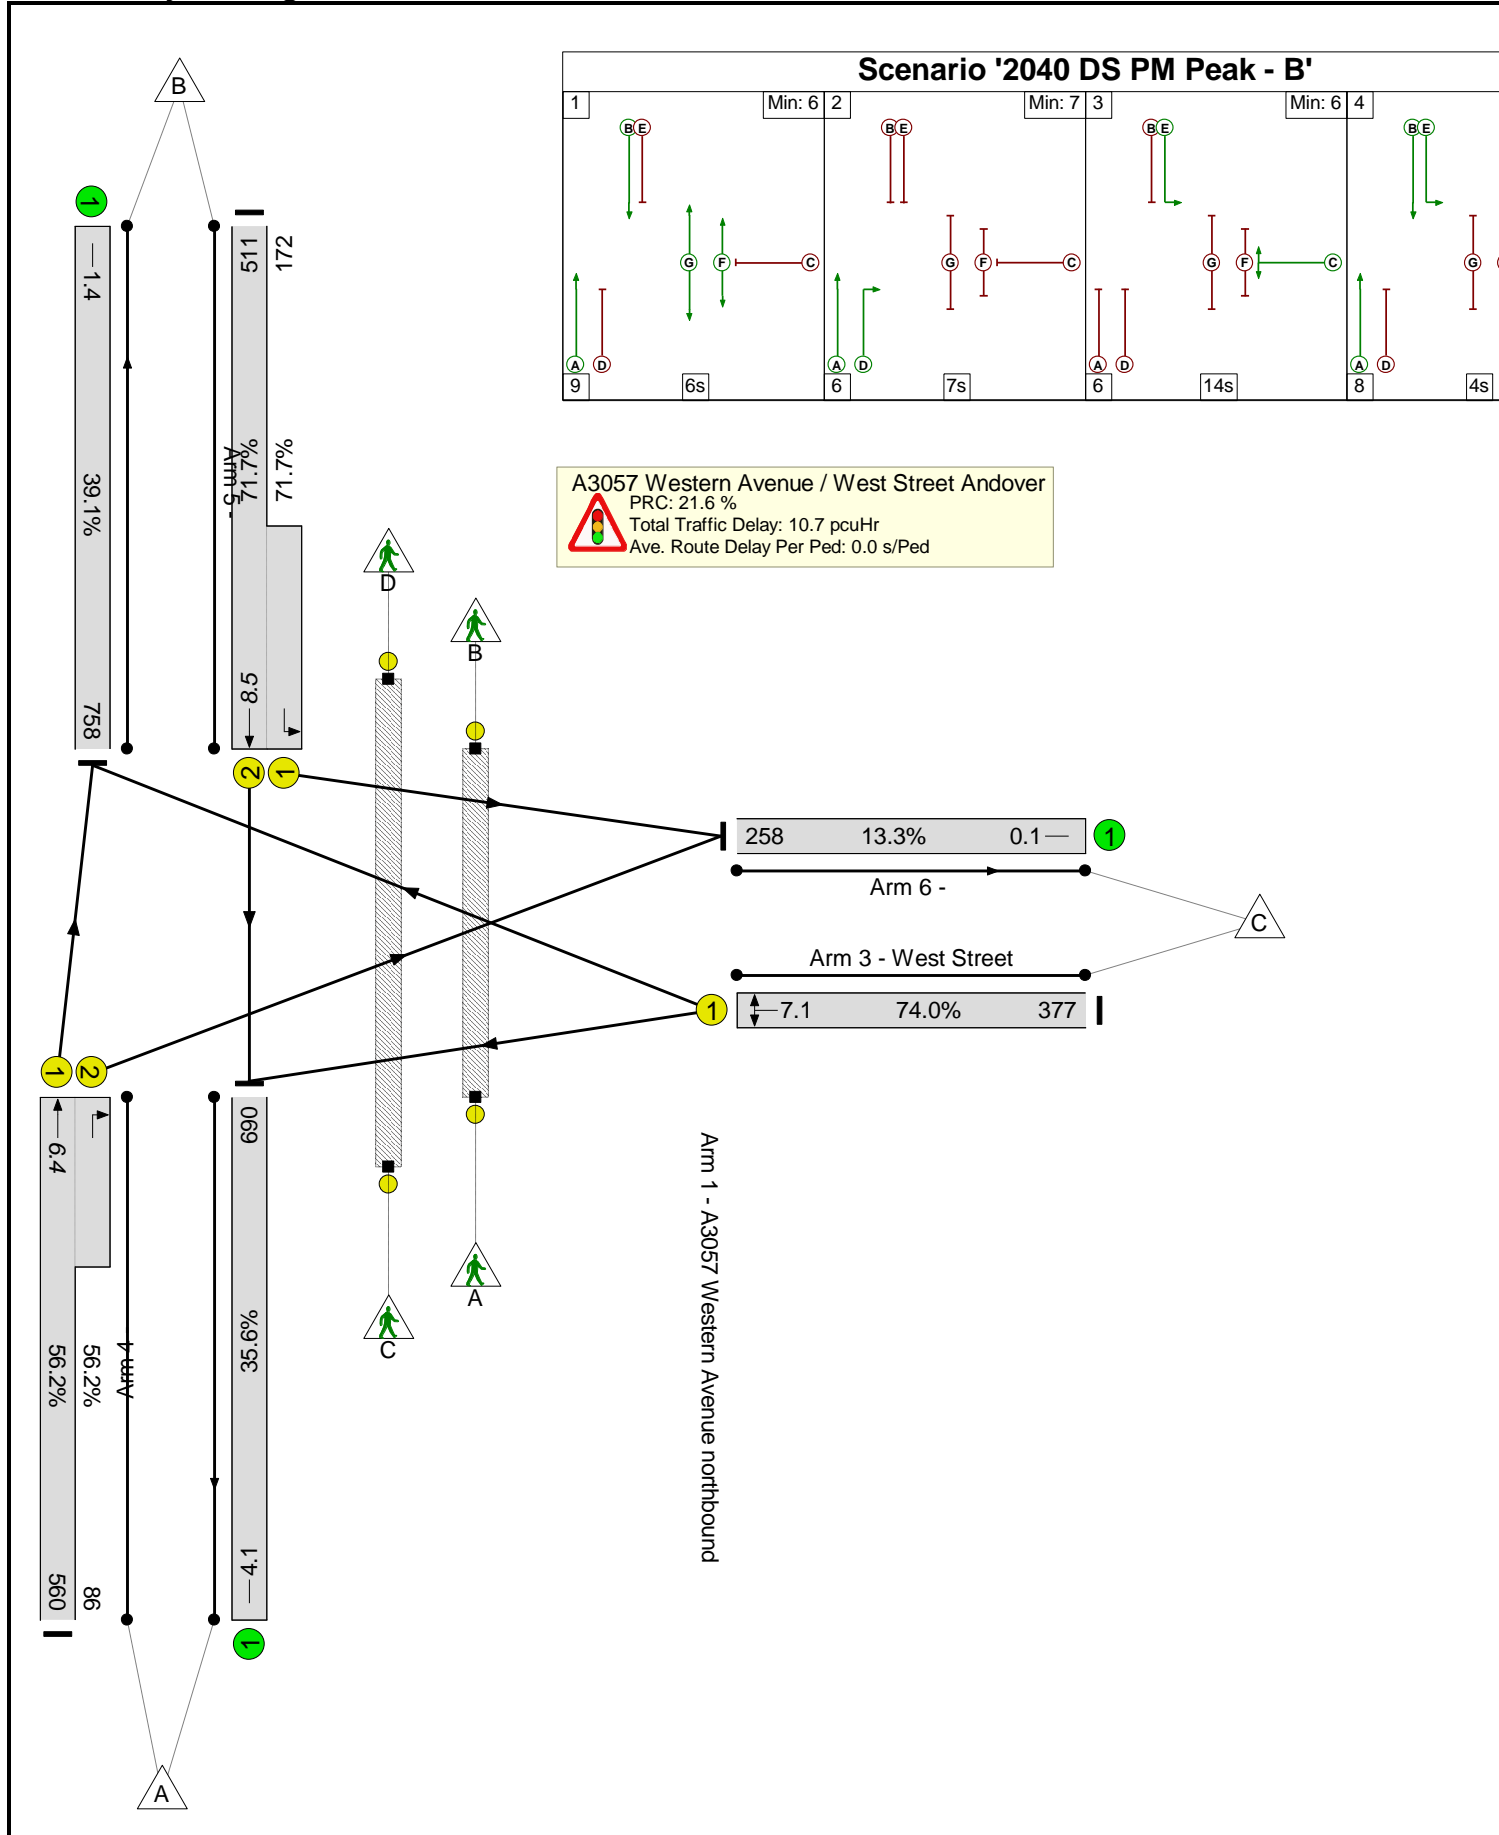 Scenario '2040 DS PM Peak - B'
1 Min: 6 2 Min: 7 3 Min: 6 4
B E B E B E B E
G F C G F C G F C G
A D A D A D A D
9 6s 6 7s 6 14s 8 4s
A3057 Western Avenue / West Street Andover
PRC: 21.6 %
Total Traffic Delay: 10.7 pcuHr
Ave. Route Delay Per Ped: 0.0 s/Ped
B
1
1.4
39.1%
758
511
172
Arm 5 -
71.7%
71.7%
8.5
2
1
D
B
258 13.3% 0.1
1
Arm 6 -
C
Arm 3 - West Street
1
7.1 74.0% 377
1
2
6.4
56.2%
56.2%
560
86
Arm 4
690
35.6%
4.1
1
A
C
Arm 1 - A3057 Western Avenue northbound
A